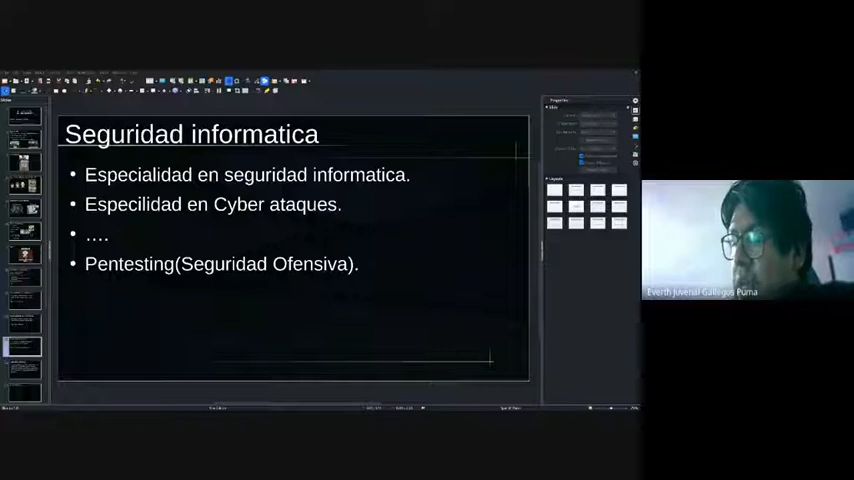 Seguridad informatica
• Especialidad en seguridad informatica.
• Especilidad en Cyber ataques.
• ....
• Pentesting(Seguridad Ofensiva).
Everth Juvenal Gallegos Puma